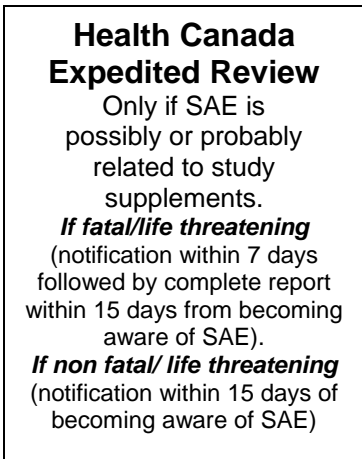 Health Canada
Expedited Review
Only if SAE is
possibly or probably
related to study
supplements.
If fatal/life threatening
(notification within 7 days
followed by complete report
within 15 days from becoming
aware of SAE).
If non fatal/ life threatening
(notification within 15 days of
becoming aware of SAE)